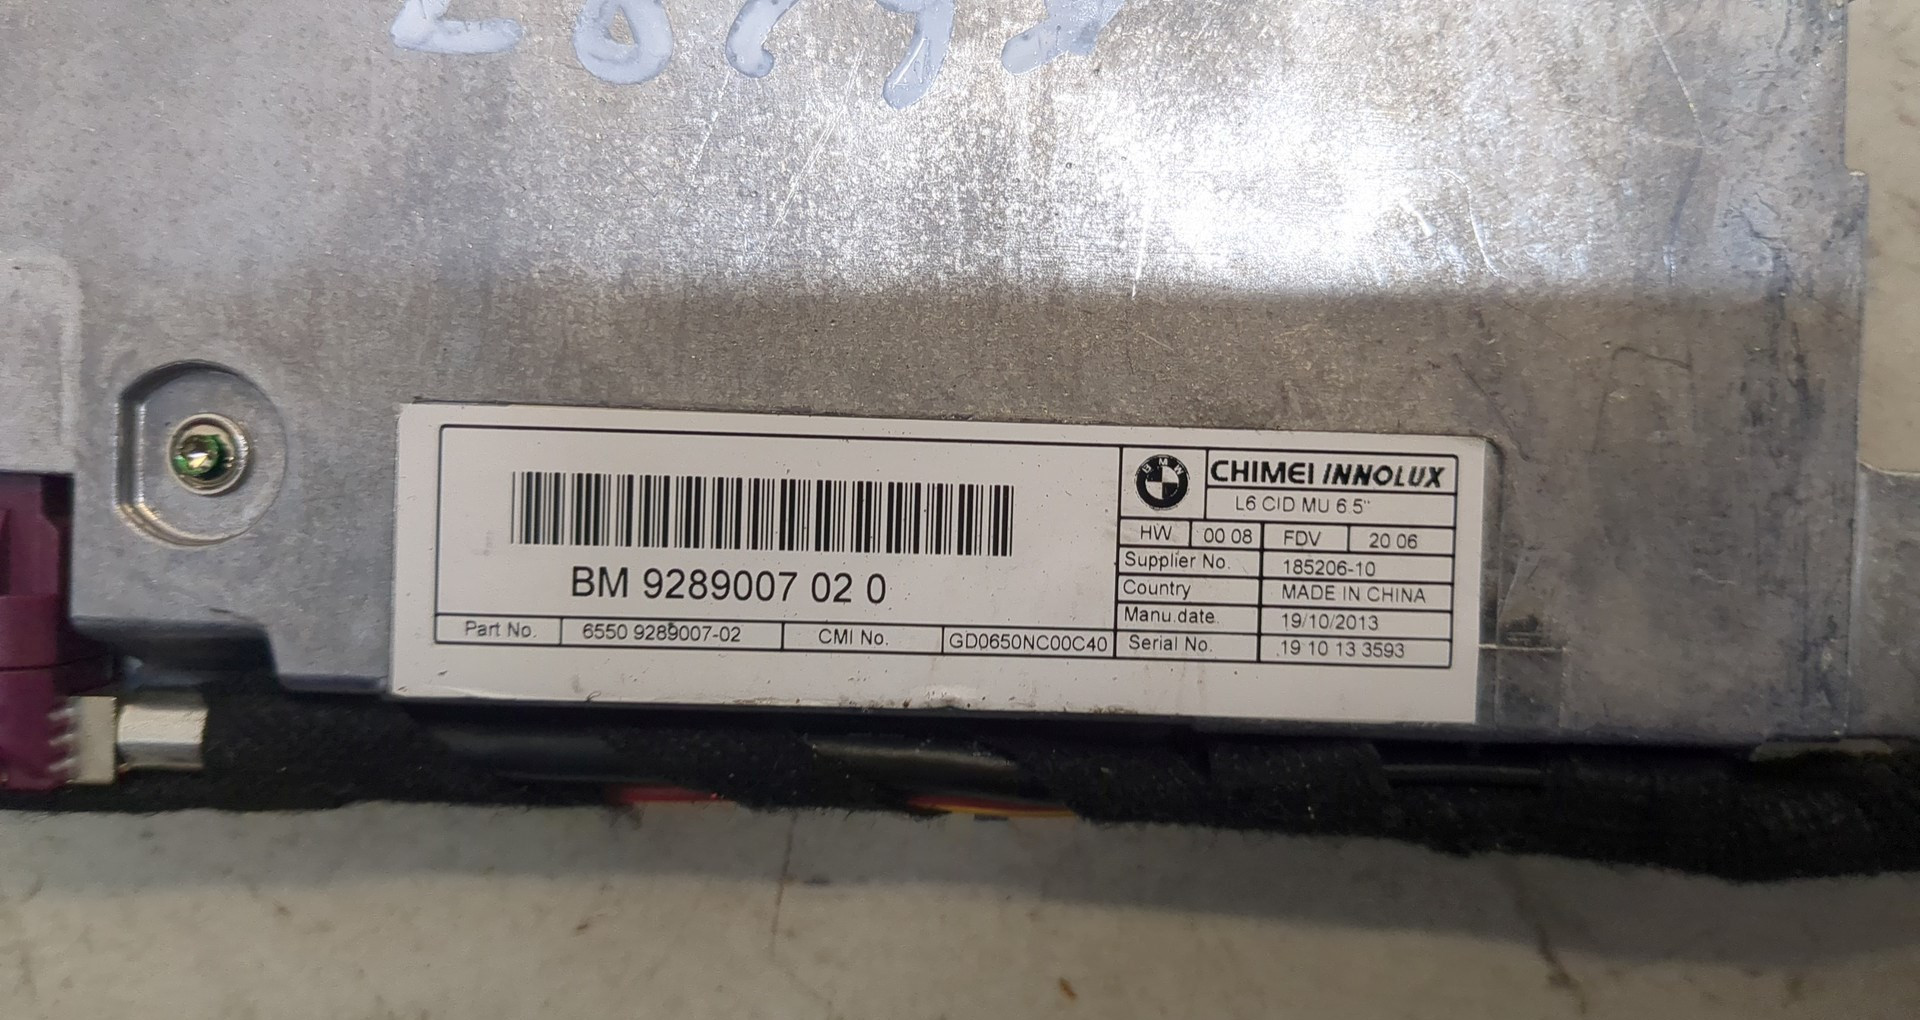 BMW
CHIMEI INNOLUX
L6 CID MU 6.5"
HW 00 08 FDV 20 06
BM 9289007 02 0
Supplier No. 185206-10
Country MADE IN CHINA
Manu.date. 19/10/2013
Part No. 6550 9289007-02 CMI No. GD0650NC00C40 Serial No. 19 10 13 3593